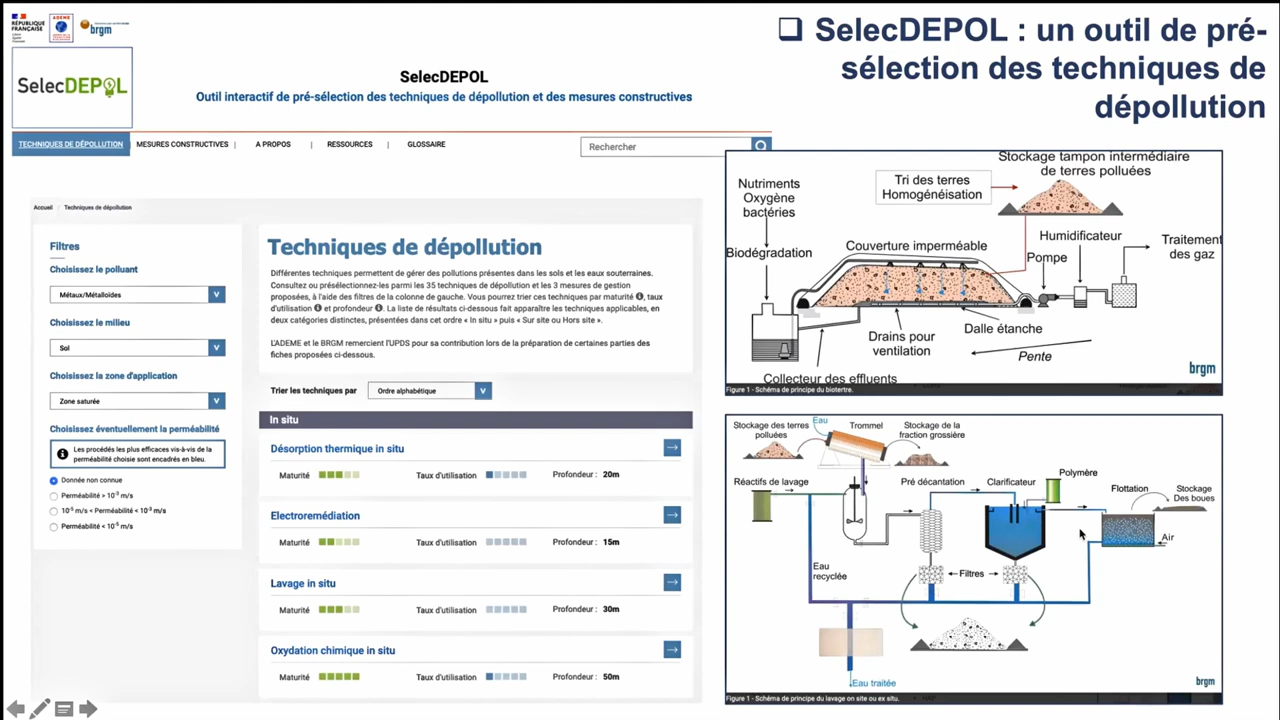 ❑ SelecDEPOL : un outil de pré-
sélection des techniques de
dépollution
RÉPUBLIQUE
FRANÇAISE
ADEME
brgm
SelecDEPOL
SelecDEPOL
Outil interactif de pré-sélection des techniques de dépollution et des mesures constructives
TECHNIQUES DE DÉPOLLUTION
MESURES CONSTRUCTIVES |
A PROPOS |
RESSOURCES |
GLOSSAIRE
Rechercher
Accueil Techniques de dépollution
Filtres
Choisissez le polluant
Métaux/Métalloïdes
Choisissez le milieu
Sol
Choisissez la zone d'application
Zone saturée
Choisissez éventuellement la perméabilité
Les procédés les plus efficaces vis-à-vis de la
perméabilité choisie sont encadrés en bleu.
Donnée non connue
Perméabilité > 10⁻³ m/s
10⁻⁵ m/s < Perméabilité < 10⁻³ m/s
Perméabilité < 10⁻⁵ m/s
Techniques de dépollution
Différentes techniques permettent de gérer des pollutions présentes dans les sols et les eaux souterraines.
Consultez ou présélectionnez-les parmi les 35 techniques de dépollution et les 3 mesures de gestion
proposées, à l'aide des filtres de la colonne de gauche. Vous pourrez trier ces techniques par maturité, taux
d'utilisation et profondeur. La liste de résultats ci-dessous fait apparaître les techniques applicables, en
deux catégories distinctes, présentées dans cet ordre « In situ » puis « Sur site ou Hors site ».
L'ADEME et le BRGM remercient l'UPDS pour sa contribution lors de la préparation de certaines parties des
fiches proposées ci-dessous.
Trier les techniques par Ordre alphabétique
In situ
Désorption thermique in situ
Maturité Taux d'utilisation Profondeur : 20m
Electroremédiation
Maturité Taux d'utilisation Profondeur : 15m
Lavage in situ
Maturité Taux d'utilisation Profondeur : 30m
Oxydation chimique in situ
Maturité Taux d'utilisation Profondeur : 50m
Stockage tampon intermédiaire
de terres polluées
Tri des terres
Homogénéisation
Nutriments
Oxygène
bactéries
Biodégradation
Couverture imperméable
Humidificateur
Pompe
Traitement
des gaz
Drains pour
ventilation
Dalle étanche
Pente
Collecteur des effluents
brgm
Figure 1 - Schéma de principe du biotertre.
Stockage des terres
polluées
Eau
Trommel
Stockage de la
fraction grossière
Réactifs de lavage
Pré décantation
Clarificateur
Polymère
Flottation
Stockage
Des boues
Air
Eau
recyclée
Filtres
Eau traitée
brgm
Figure 1 - Schéma de principe du lavage on site ou ex situ.